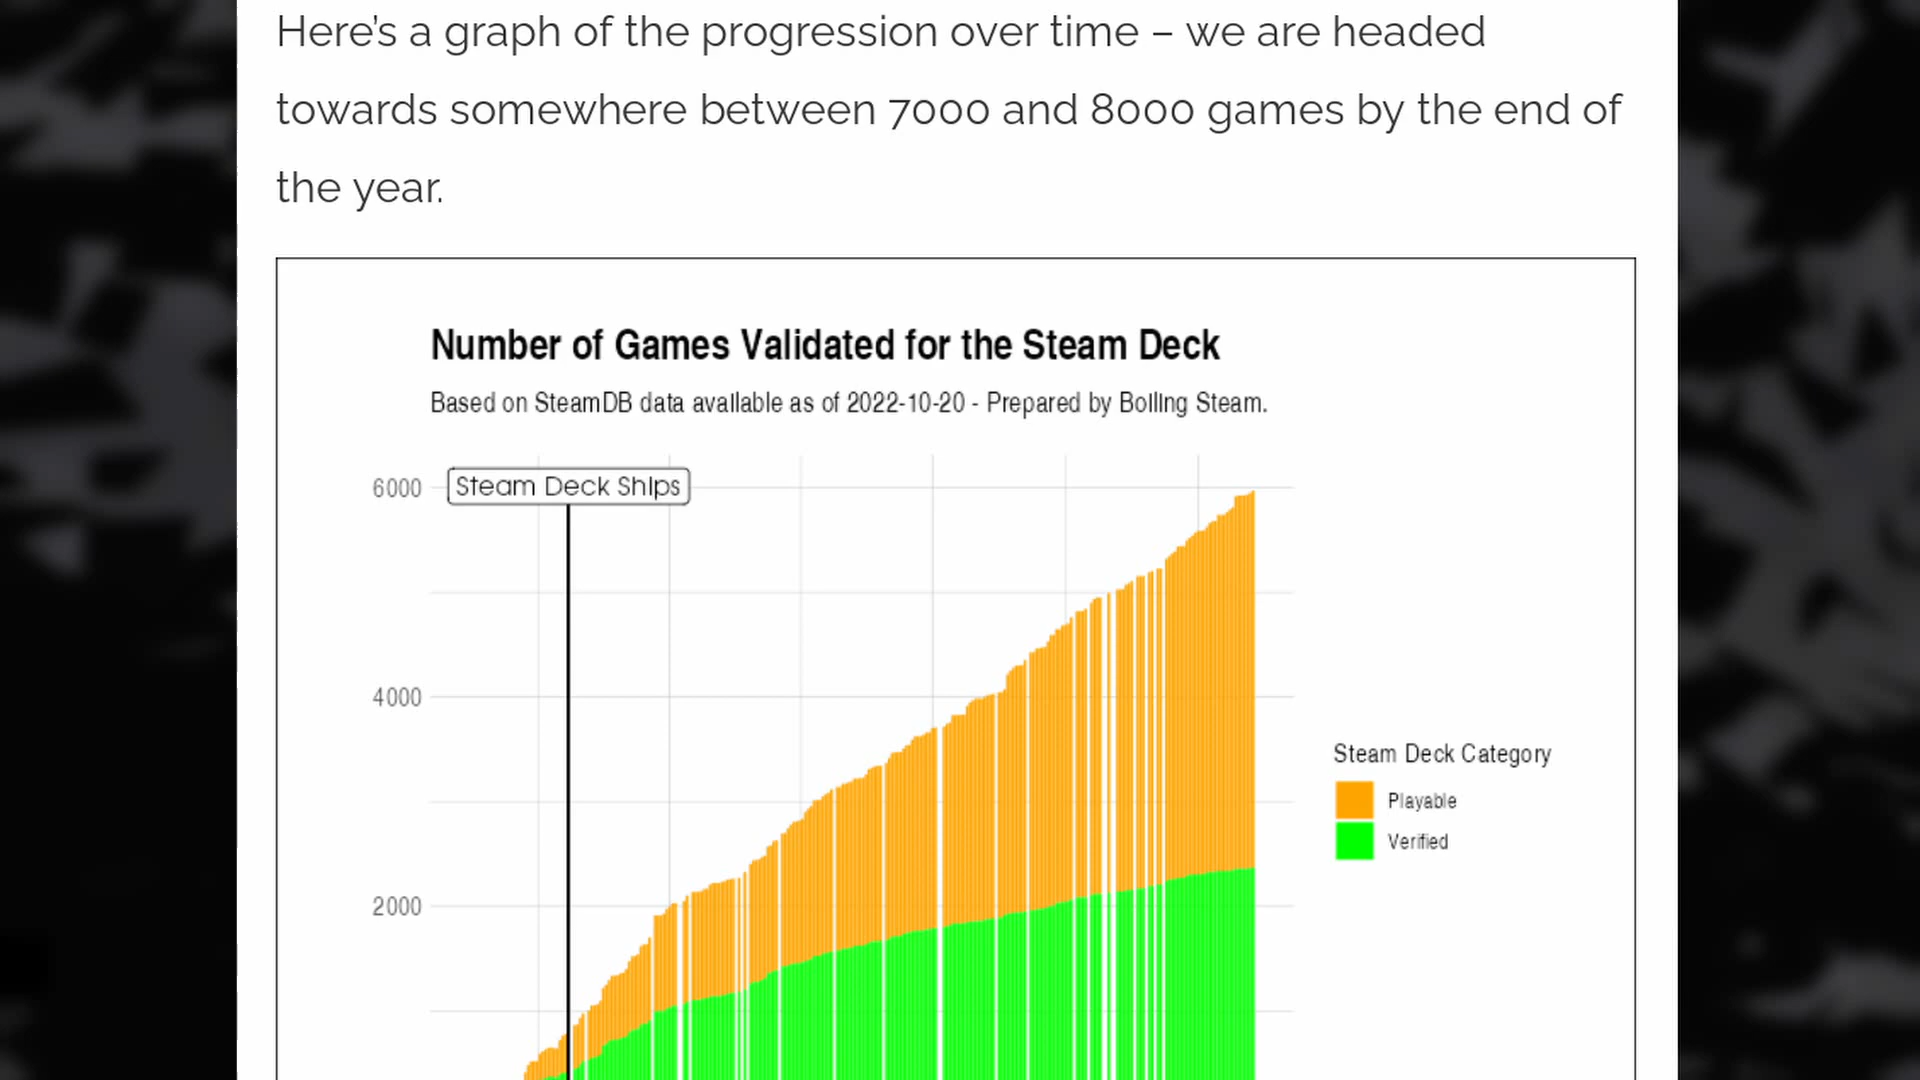 Here's a graph of the progression over time – we are headed
towards somewhere between 7000 and 8000 games by the end of
the year.
Number of Games Validated for the Steam Deck
Based on SteamDB data available as of 2022-10-20 - Prepared by Boiling Steam.
Steam Deck Ships
6000
4000
2000
Steam Deck Category
Playable
Verified